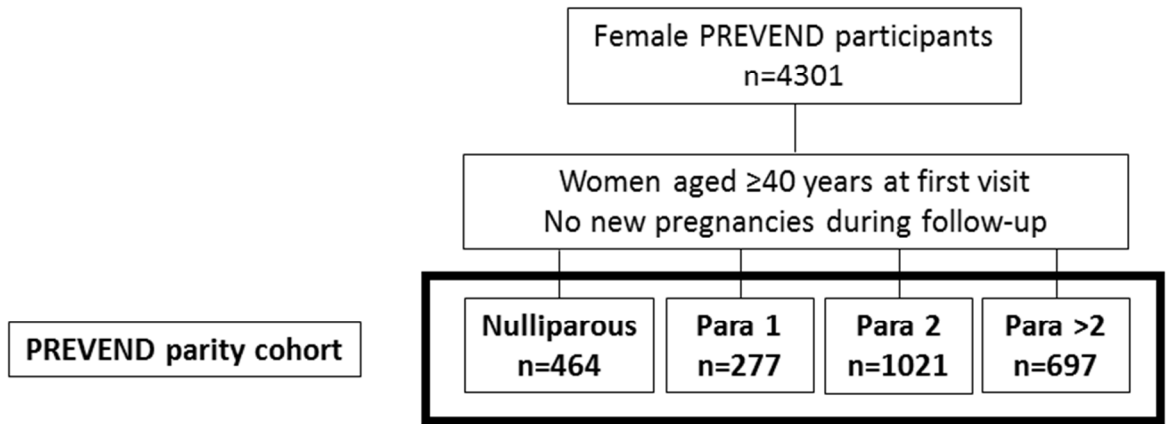 Female PREVEND participants
n=4301
Women aged ≥40 years at first visit
No new pregnancies during follow-up
PREVEND parity cohort
Nulliparous
n=464
Para 1
n=277
Para 2
n=1021
Para >2
n=697